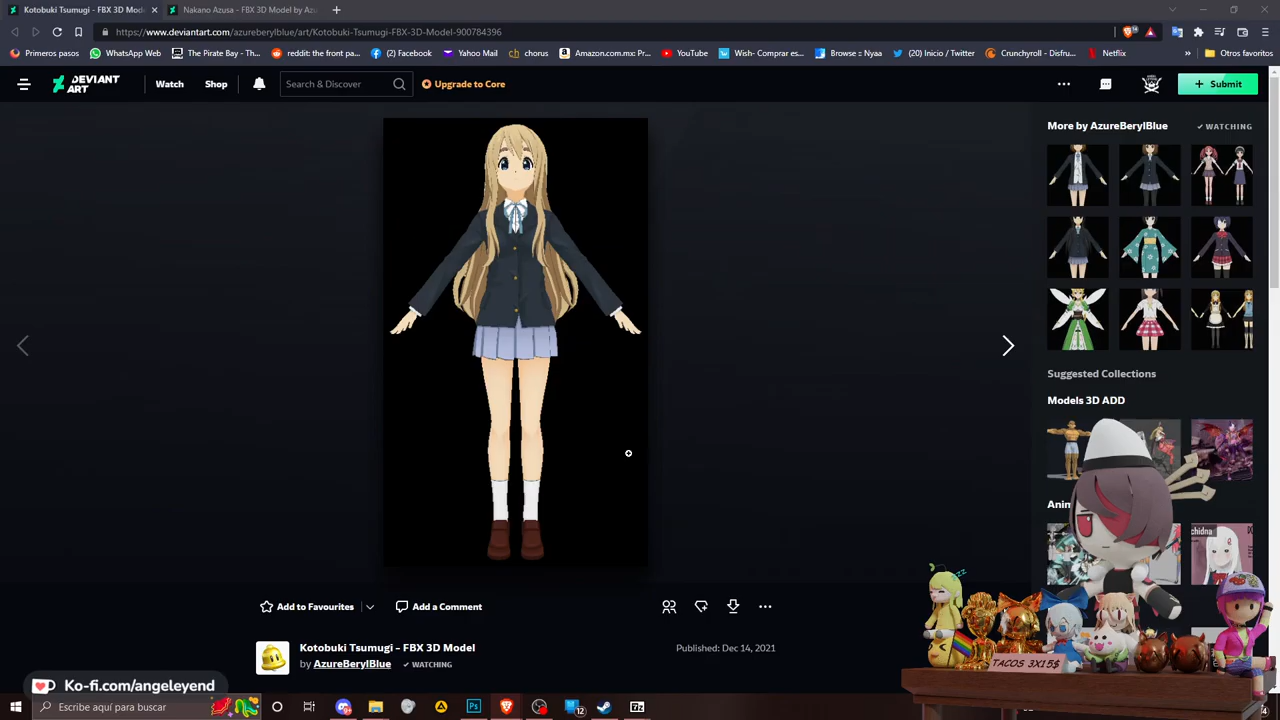 Kotobuki Tsumugi - FBX 3D Mode
Nakano Azusa - FBX 3D Model by Azu
https://www.deviantart.com/azureberylblue/art/Kotobuki-Tsumugi-FBX-3D-Model-900784396
Primeros pasos
WhatsApp Web
The Pirate Bay - Th...
reddit: the front pa...
(2) Facebook
Yahoo Mail
chorus
Amazon.com.mx: Pr...
YouTube
Wish- Comprar es...
Browse :: Nyaa
(20) Inicio / Twitter
Crunchyroll - Disfru...
Netflix
»
Otros favoritos
DEVIANT ART
Watch
Shop
Search & Discover
Upgrade to Core
+ Submit
More by AzureBerylBlue
✓ WATCHING
Suggested Collections
Models 3D ADD
Anim
chidna
Add to Favourites
Add a Comment
Kotobuki Tsumugi - FBX 3D Model
by AzureBerylBlue ✓ WATCHING
Published: Dec 14, 2021
TACOS 3X15$
Ko-fi.com/angeleyend
Escribe aquí para buscar
12